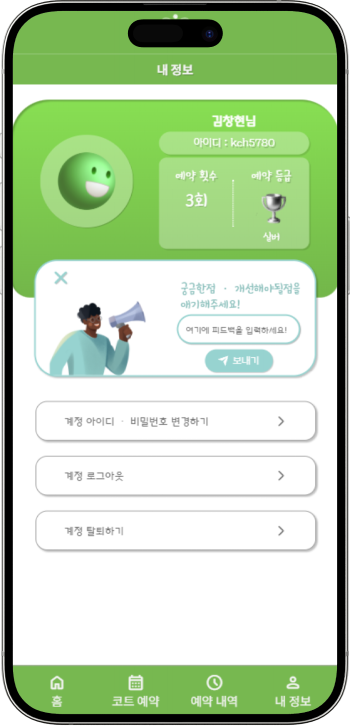 내 정보
김창현님
아이디 : kch5780
예약 횟수
예약 등급
3회
실버
궁금한점 · 개선해야될점을
얘기해주세요!
여기에 피드백을 입력하세요!
보내기
계정 아이디 · 비밀번호 변경하기
계정 로그아웃
계정 탈퇴하기
홈
코트 예약
예약 내역
내 정보